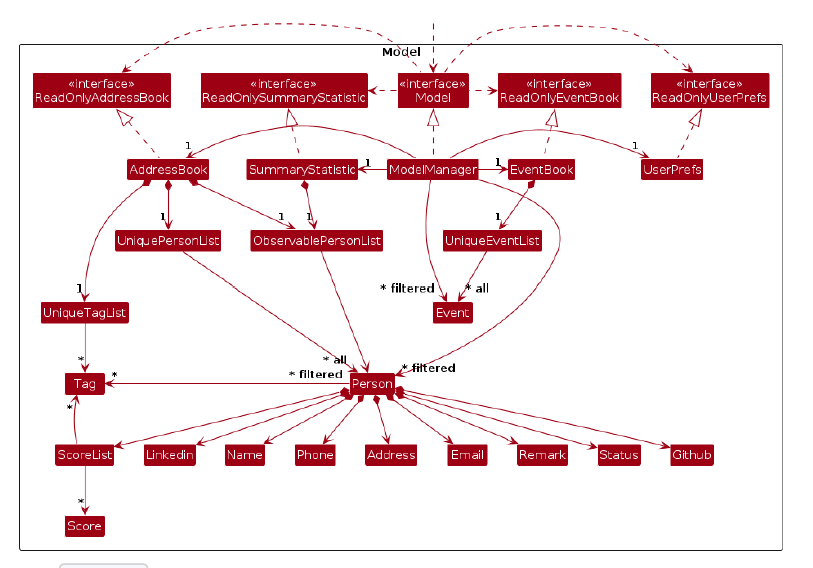 Model
«interface»
ReadOnlyAddressBook
«interface»
ReadOnlySummaryStatistic
«interface»
Model
«interface»
ReadOnlyEventBook
«interface»
ReadOnlyUserPrefs
1
1
1
1
AddressBook
SummaryStatistic
ModelManager
EventBook
UserPrefs
1
1
1
1
UniquePersonList
ObservablePersonList
UniqueEventList
1
* filtered
* all
UniqueTagList
Event
*
*
* all
* filtered
* filtered
Tag
Person
*
ScoreList
Linkedin
Name
Phone
Address
Email
Remark
Status
Github
*
Score